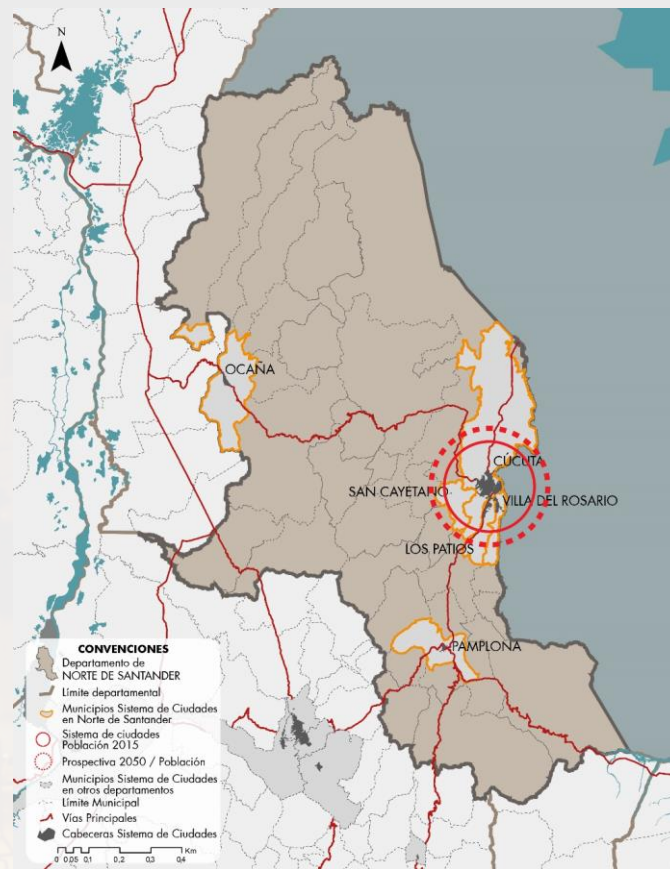 N
OCAÑA
CÚCUTA
SAN CAYETANO
VILLA DEL ROSARIO
LOS PATIOS
PAMPLONA
CONVENCIONES
Departamento de
NORTE DE SANTANDER
Límite departamental
Municipios Sistema de Ciudades
en Norte de Santander
Sistema de ciudades
Población 2015
Prospectiva 2050 / Población
Municipios Sistema de Ciudades
en otros departamentos
Límite Municipal
Vías Principales
Cabeceras Sistema de Ciudades
Km
0 0,05 0,1 0,2 0,3 0,4